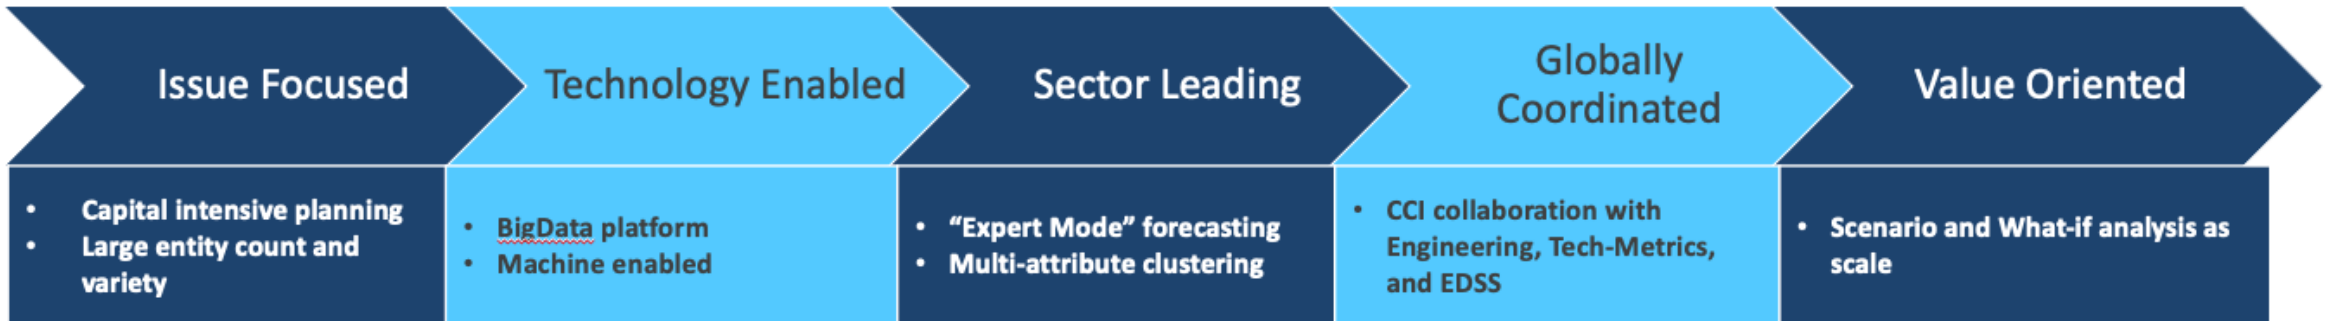 Issue Focused
Technology Enabled
Sector Leading
Globally
Coordinated
Value Oriented
• Capital intensive planning
• Large entity count and
variety
• BigData platform
• Machine enabled
• “Expert Mode” forecasting
• Multi-attribute clustering
• CCI collaboration with
Engineering, Tech-Metrics,
and EDSS
• Scenario and What-if analysis as
scale